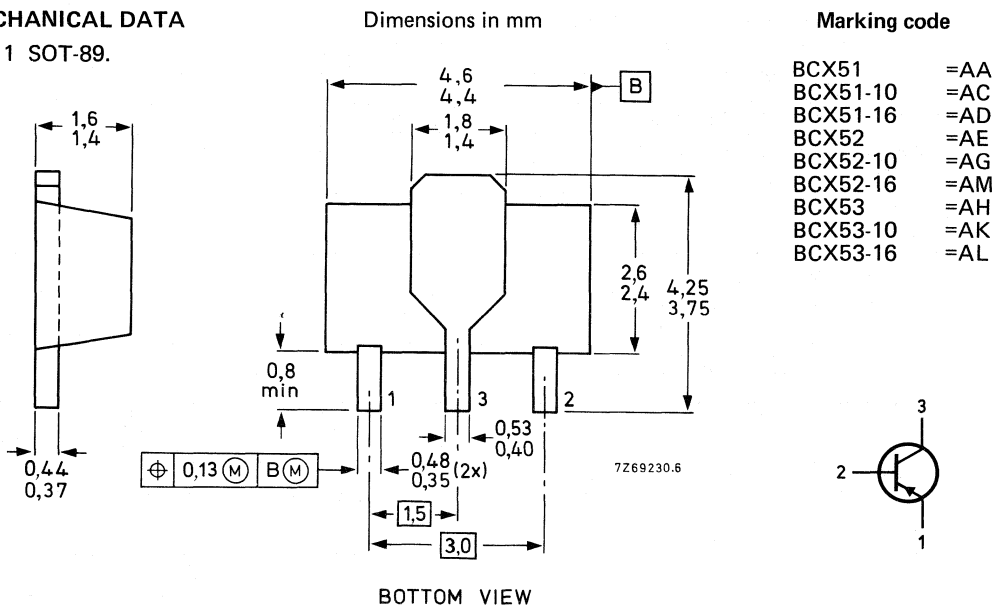 CHANICAL DATA
Dimensions in mm
Marking code
1 SOT-89.
BCX51 =AA
BCX51-10 =AC
BCX51-16 =AD
BCX52 =AE
BCX52-10 =AG
BCX52-16 =AM
BCX53 =AH
BCX53-10 =AK
BCX53-16 =AL
4,6
4,4
B
1,6
1,4
1,8
1,4
2,6
2,4
4,25
3,75
0,8
min
1
3
2
0,53
0,40
0,44
0,37
0,13 M B M
0,48
0,35 (2x)
7Z69230.6
1,5
3,0
BOTTOM VIEW
3
2
1